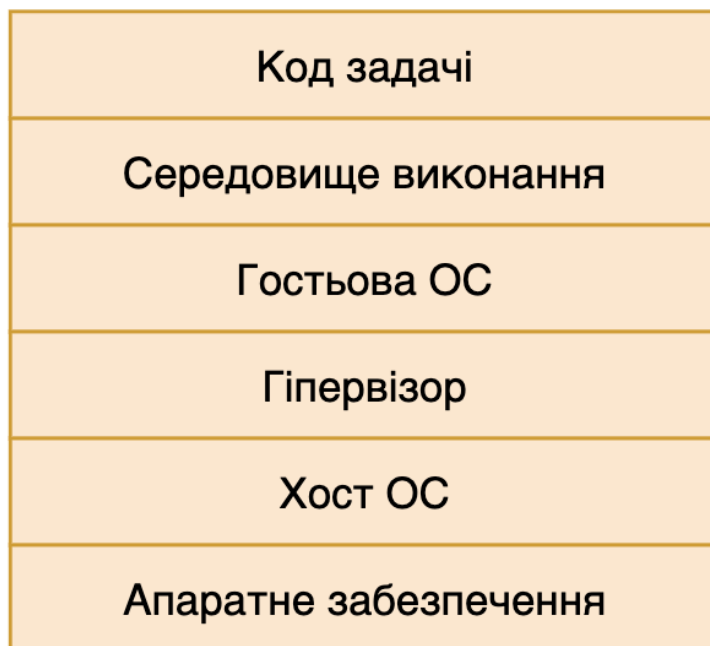 Код задачі
Середовище виконання
Гостьова ОС
Гіпервізор
Хост ОС
Апаратне забезпечення